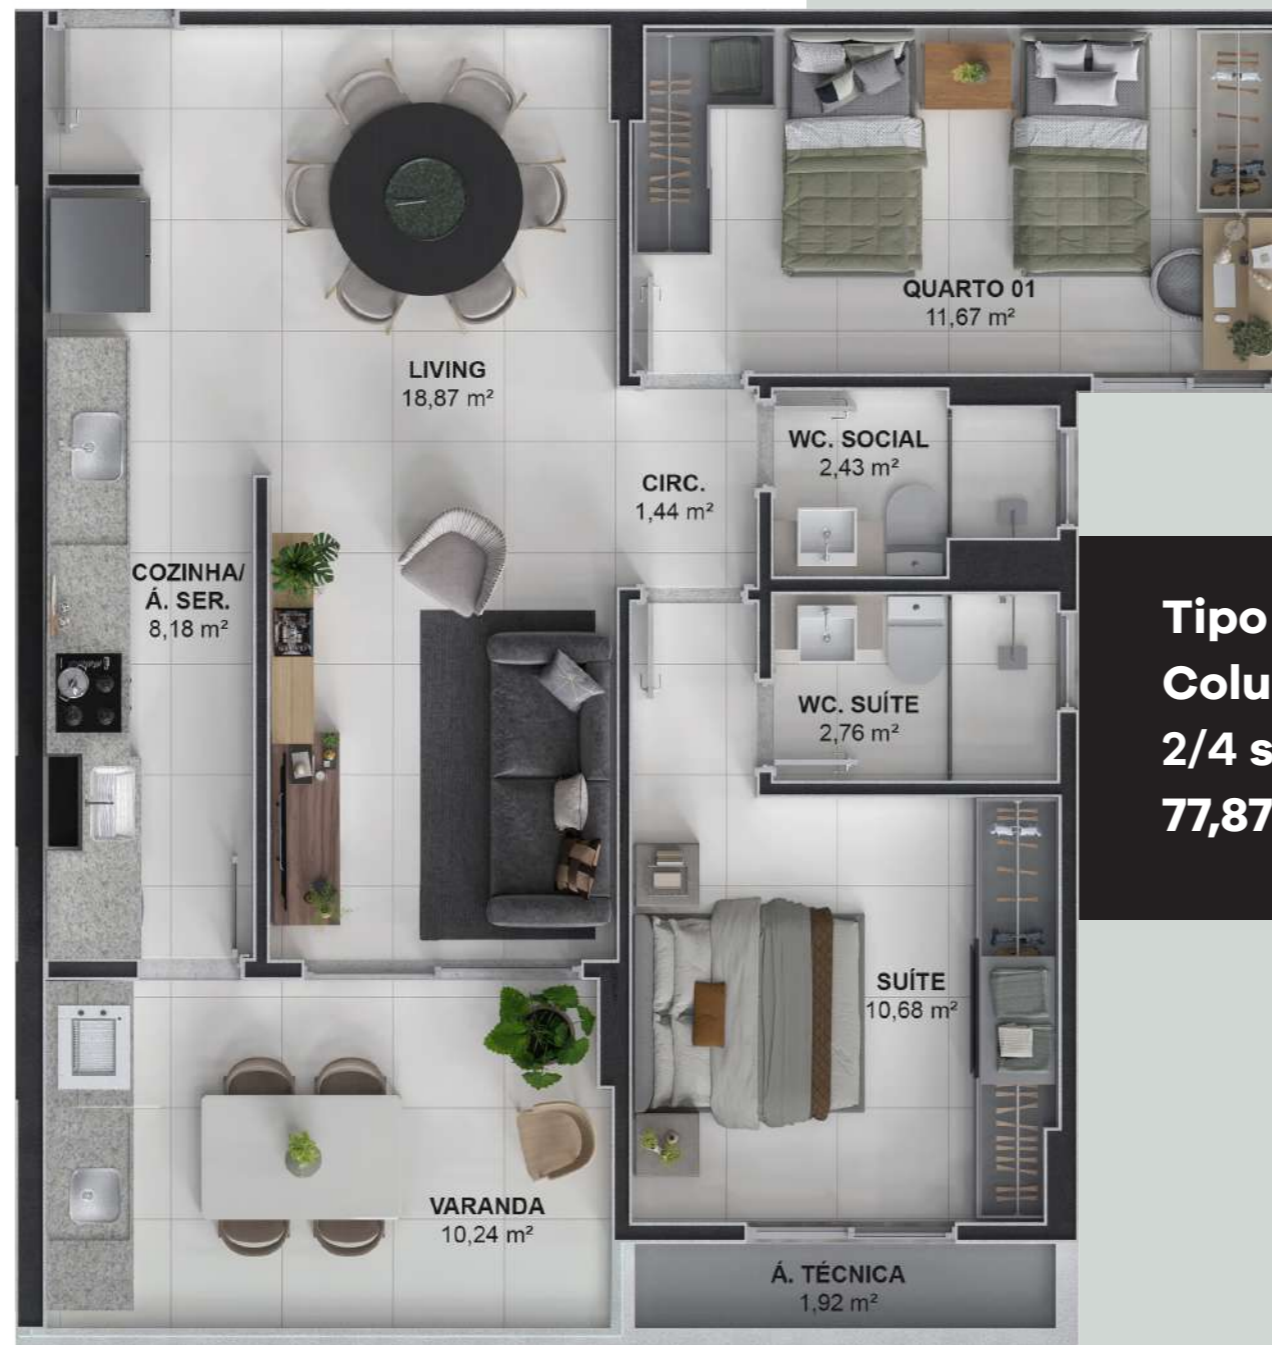 QUARTO 01
11,67 m²
LIVING
18,87 m²
WC. SOCIAL
2,43 m²
CIRC.
1,44 m²
COZINHA/
Á. SER.
8,18 m²
WC. SUÍTE
2,76 m²
SUÍTE
10,68 m²
VARANDA
10,24 m²
Á. TÉCNICA
1,92 m²
Tipo
Colu
2/4 s
77,87